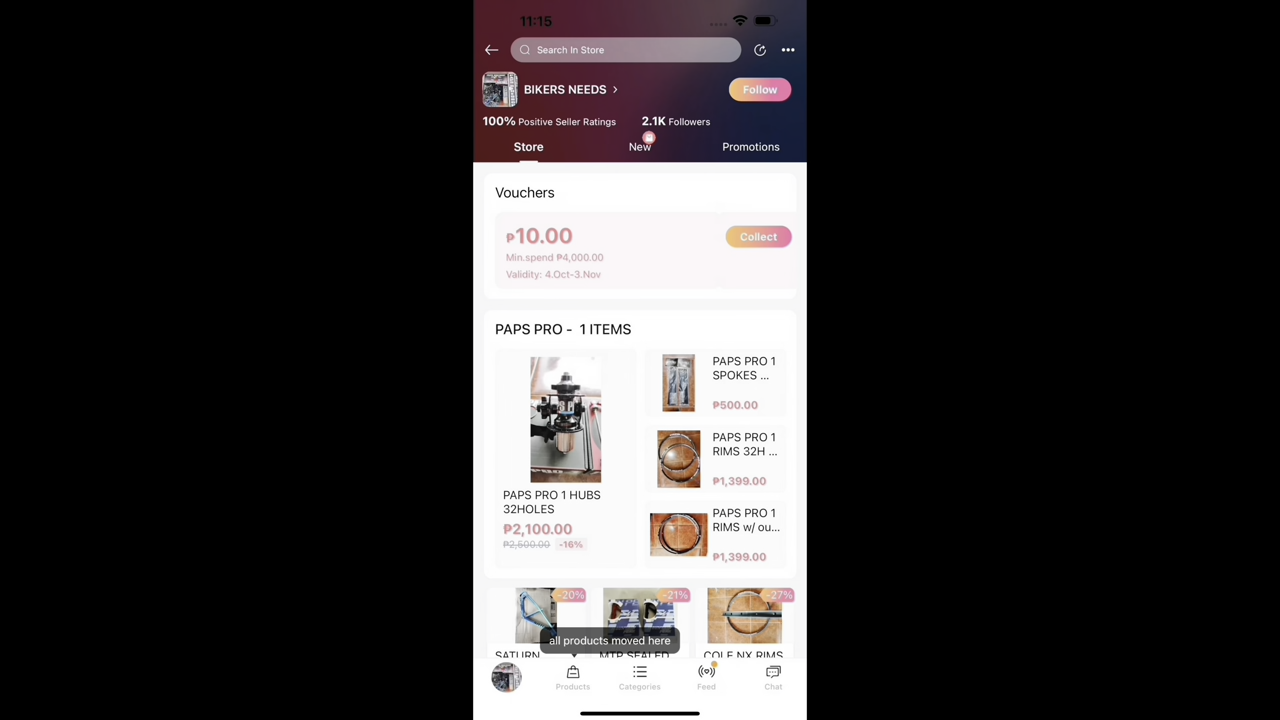 11:15
Search In Store
BIKERS NEEDS
Follow
100% Positive Seller Ratings
2.1K Followers
Store
New
Promotions
Vouchers
₱10.00
Min.spend ₱4,000.00
Validity: 4.Oct-3.Nov
Collect
PAPS PRO - 1 ITEMS
PAPS PRO 1 HUBS
32HOLES
₱2,100.00
₱2,500.00 -16%
PAPS PRO 1
SPOKES ...
₱500.00
PAPS PRO 1
RIMS 32H ...
₱1,399.00
PAPS PRO 1
RIMS w/ ou...
₱1,399.00
-20%
-21%
-27%
all products moved here
SATURN
MTP SEALED
COLE NX RIMS
Products
Categories
Feed
Chat